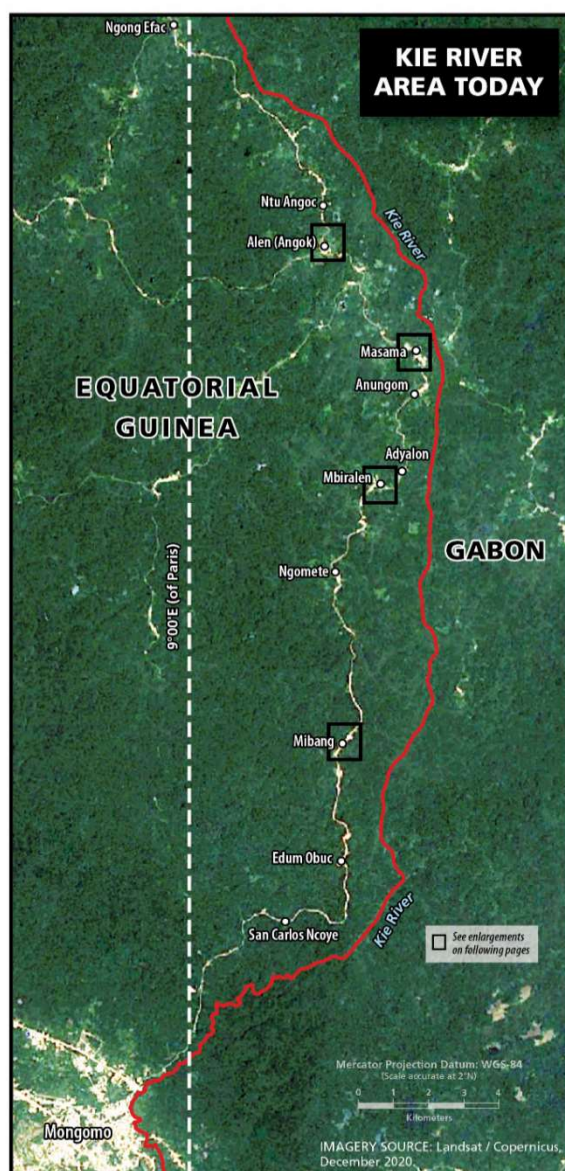 Ngong Efac
KIE RIVER
AREA TODAY
Ntu Angoc
Kie River
Alen (Angok)
Masama
EQUATORIAL
GUINEA
Anungom
Adyalon
Mbiralen
GABON
9°00'E (of Paris)
Ngomete
Mibang
Edum Obuc
Kie River
San Carlos Ncoye
See enlargements
on following pages
Mercator Projection Datum: WGS-84
(Scale accurate at 2°N)
0 1 2 3 4
Kilometers
Mongomo
IMAGERY SOURCE: Landsat / Copernicus,
December 2020